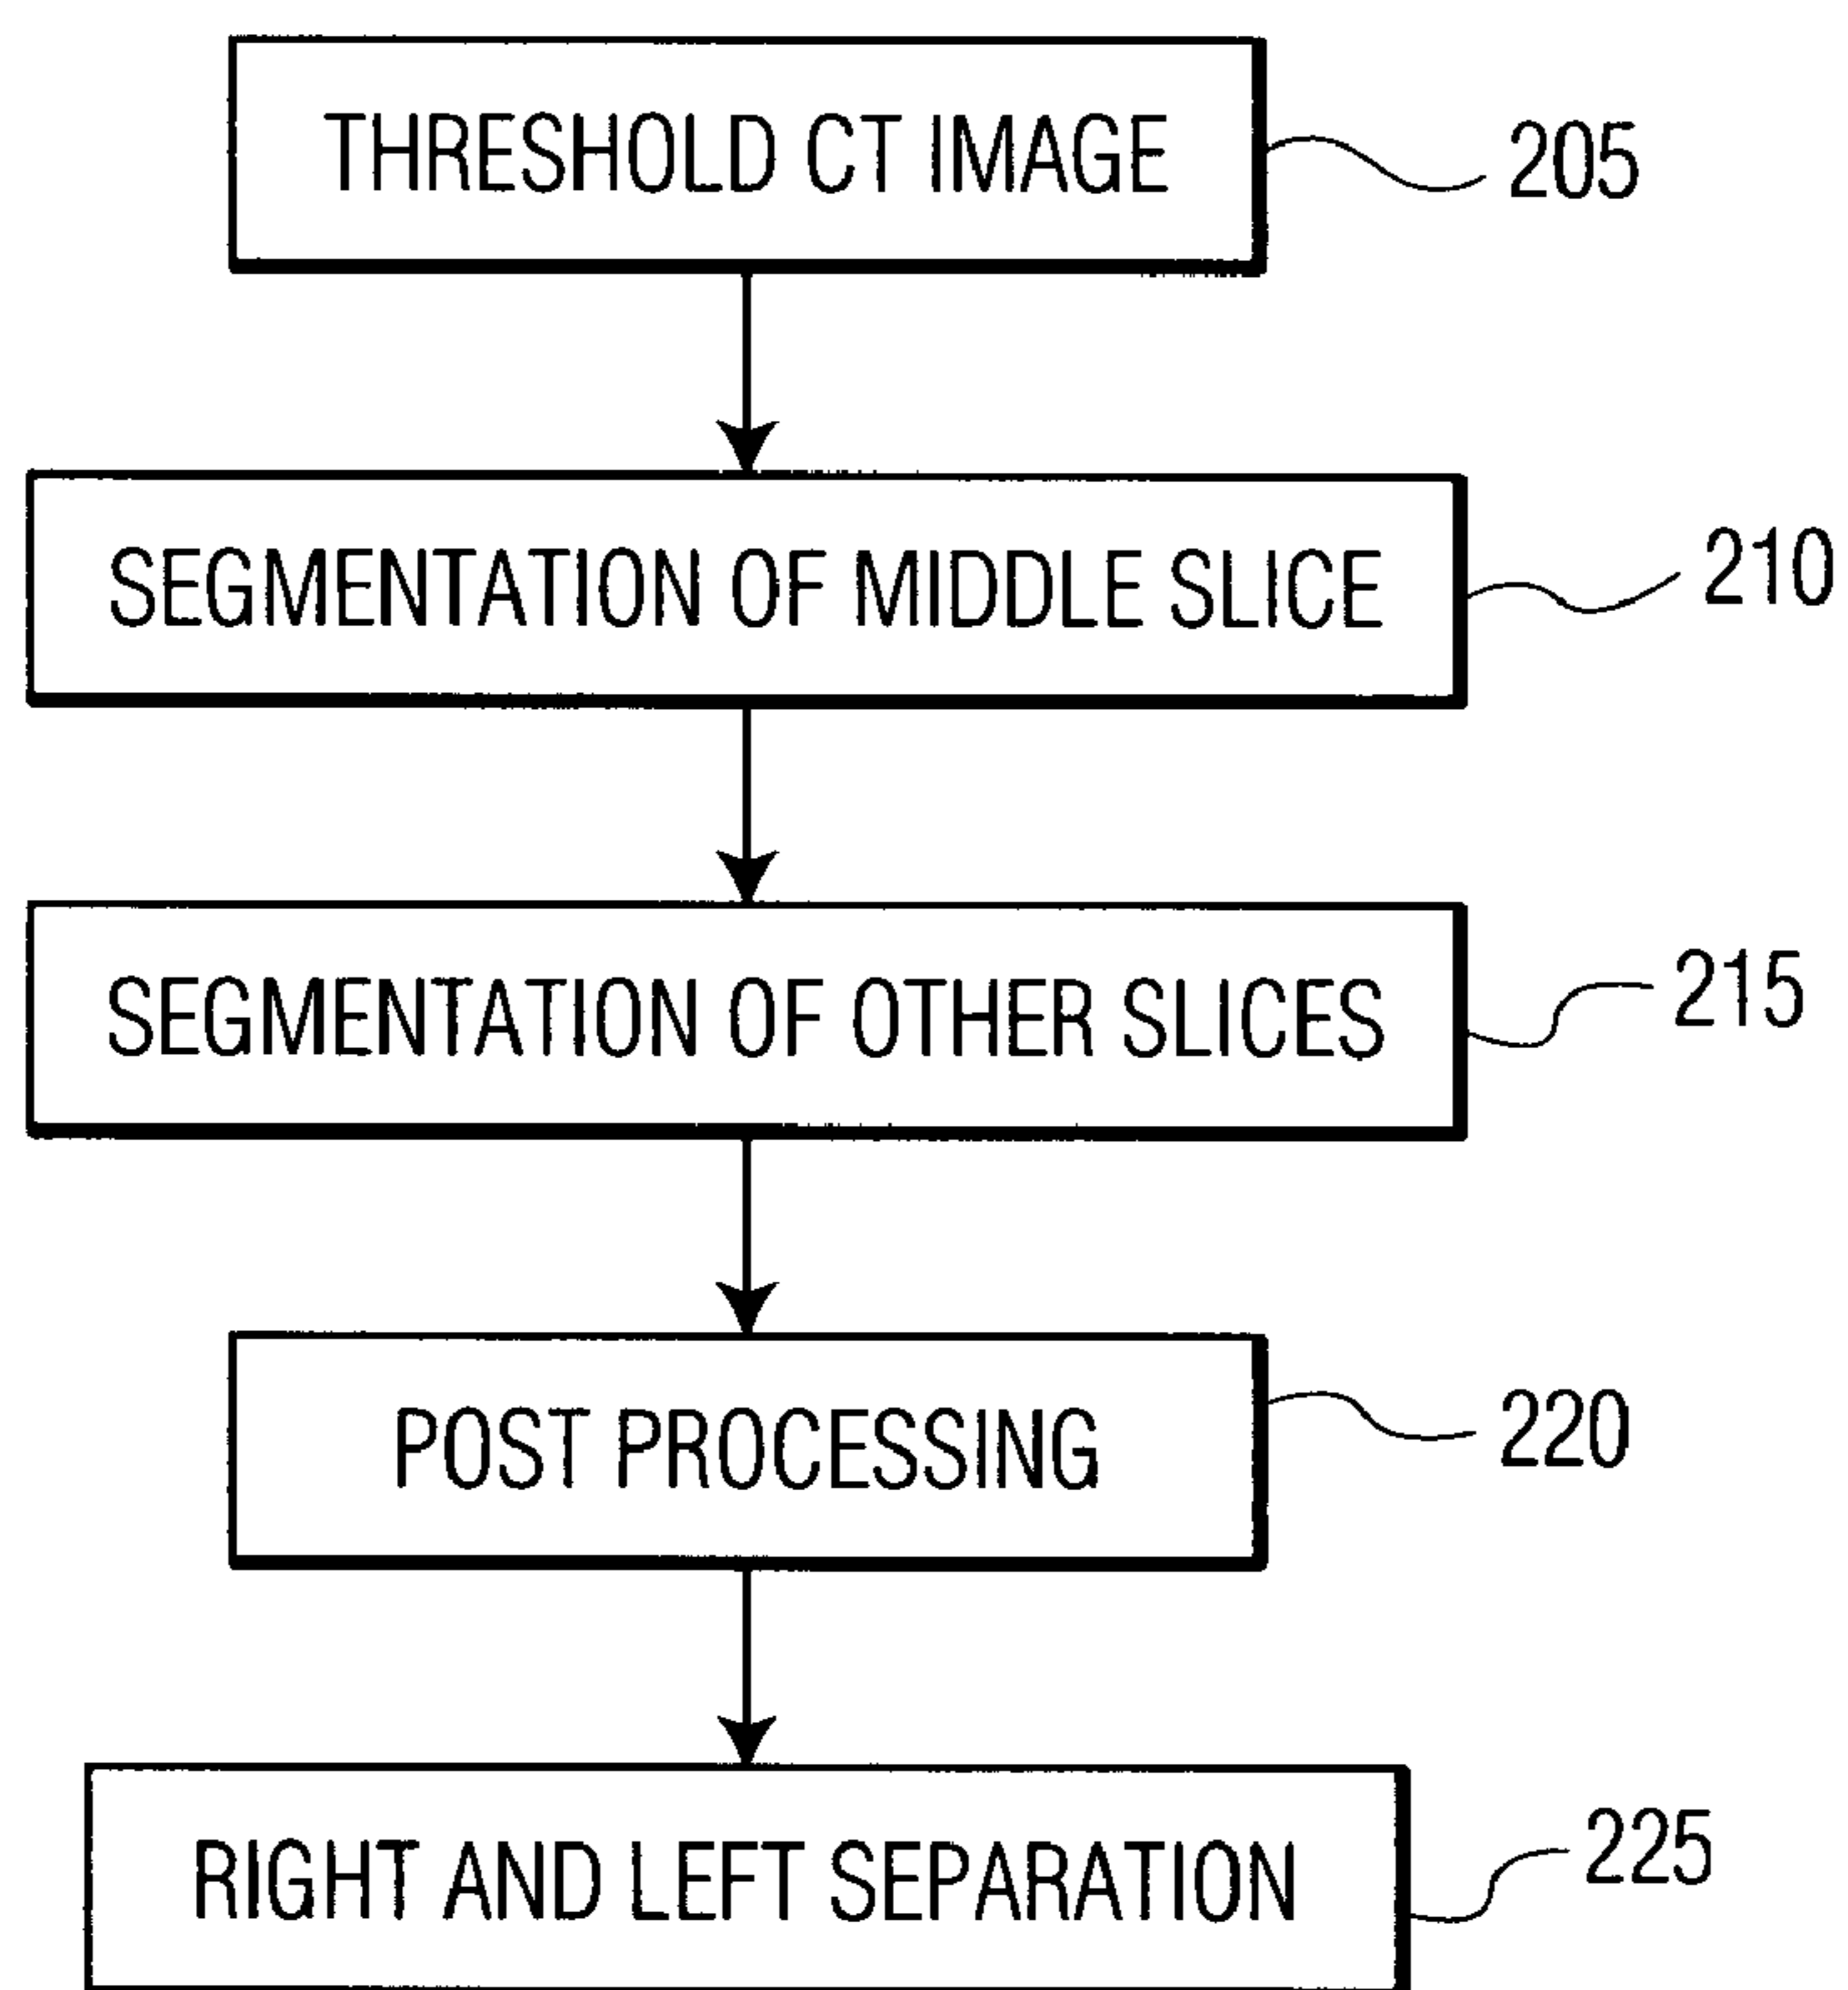 THRESHOLD CT IMAGE
205
SEGMENTATION OF MIDDLE SLICE
210
SEGMENTATION OF OTHER SLICES
215
POST PROCESSING
220
RIGHT AND LEFT SEPARATION
225